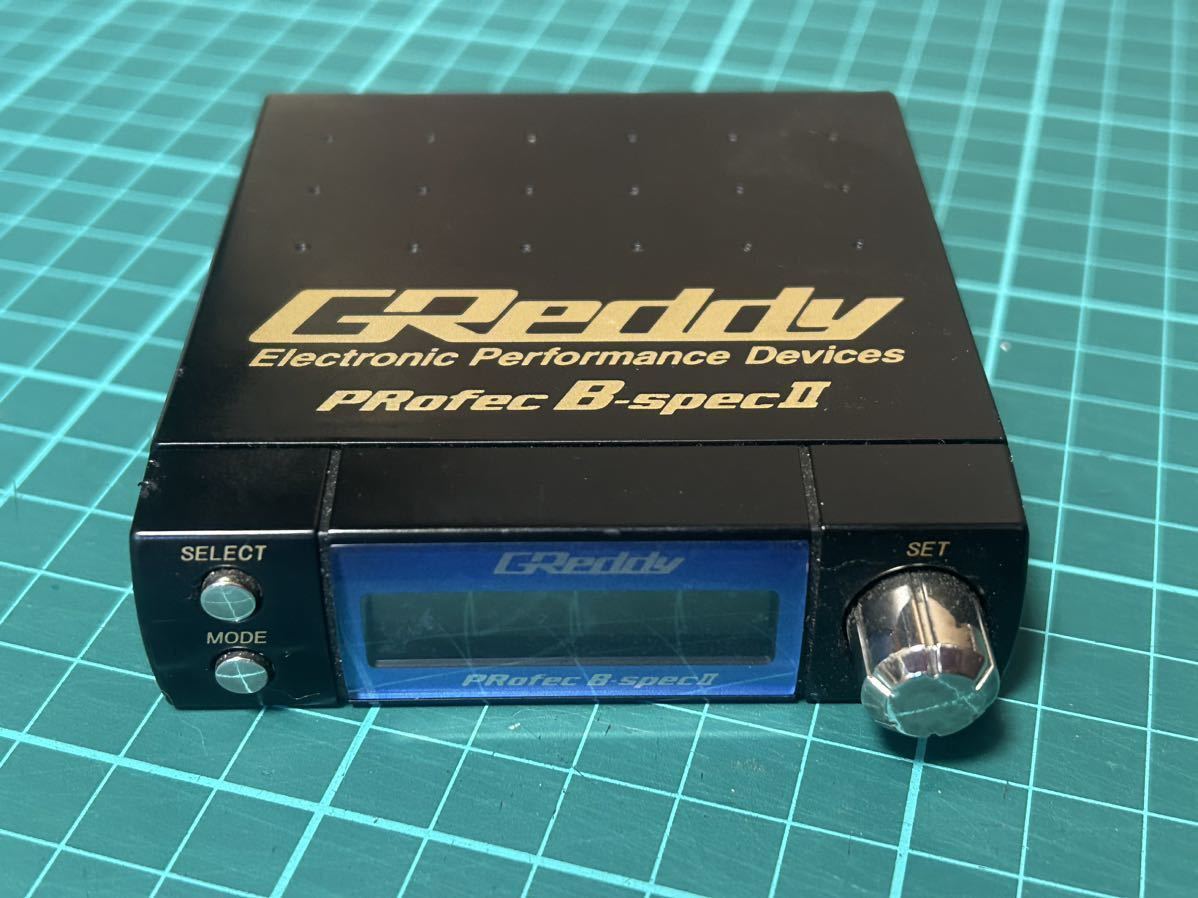 GReddy
Electronic Performance Devices
PRofec B-specII
SELECT
MODE
GReddy
PRofec B-specII
SET